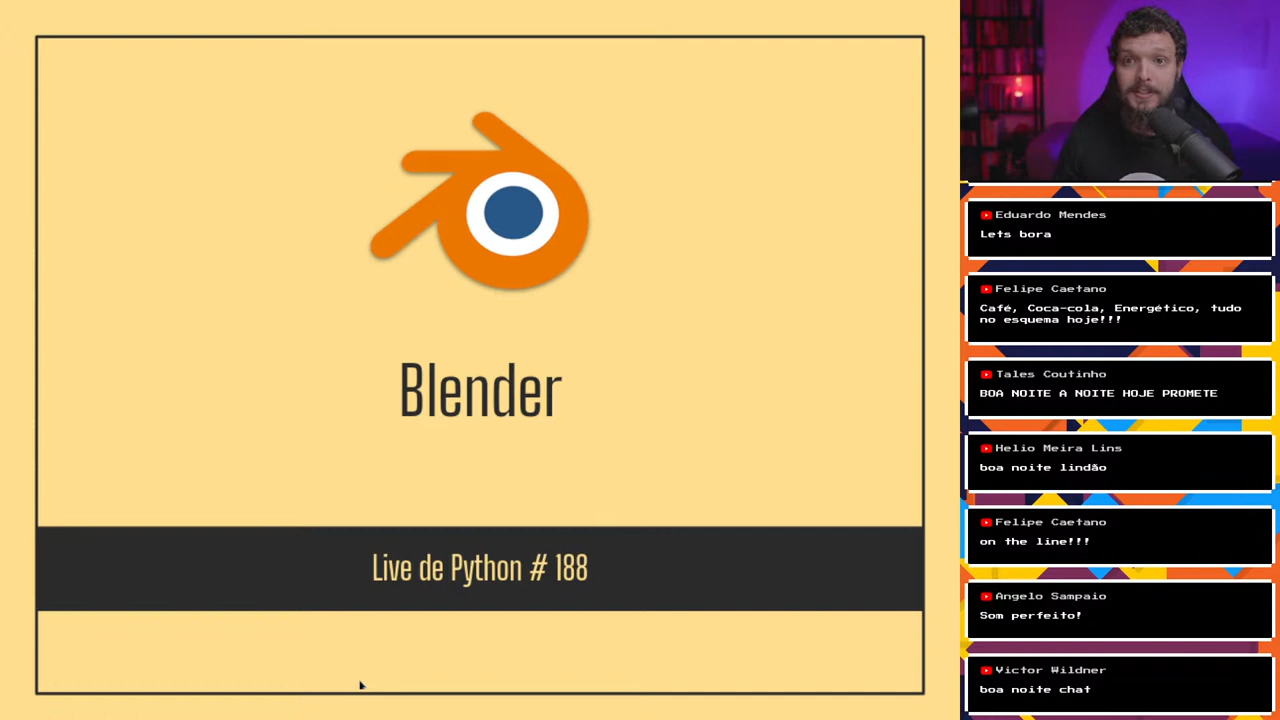 Blender
Live de Python # 188
Eduardo Mendes
Lets bora
Felipe Caetano
Café, Coca-cola, Energético, tudo
no esquema hoje!!!
Tales Coutinho
BOA NOITE A NOITE HOJE PROMETE
Helio Meira Lins
boa noite lindão
Felipe Caetano
on the line!!!
Angelo Sampaio
Som perfeito!
Victor Wildner
boa noite chat